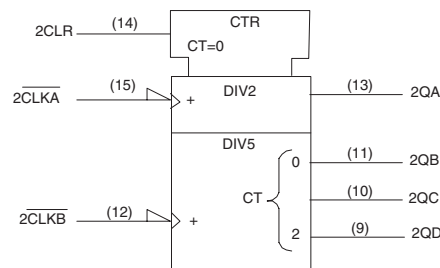 CTR
2CLR (14)
CT=0
2CLKA (15) + DIV2 (13) 2QA
DIV5
0 (11) 2QB
CT (10) 2QC
2CLKB (12) + 2 (9) 2QD